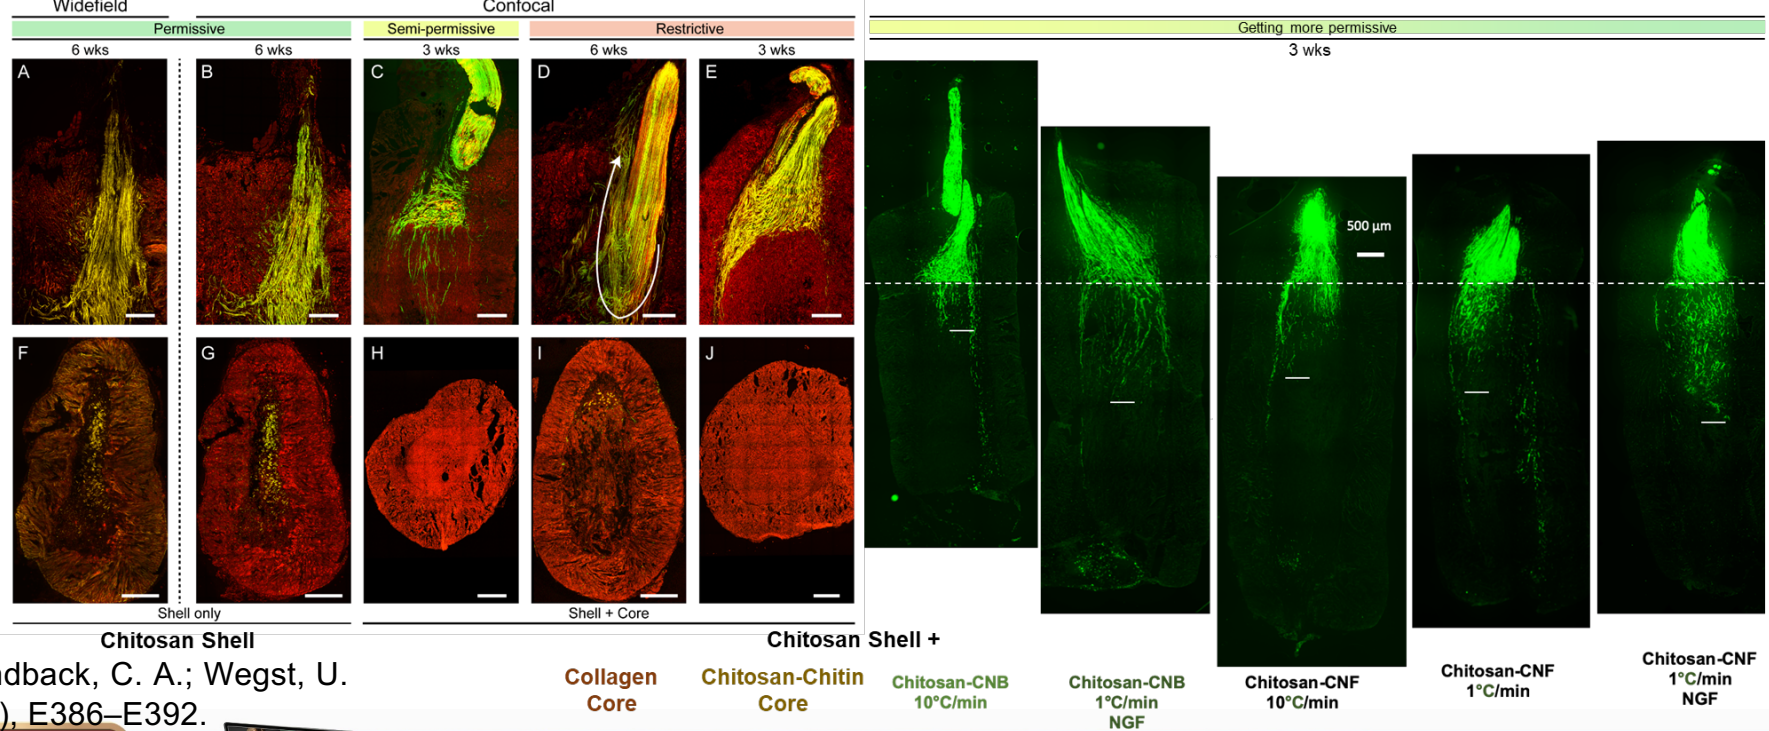 Widefield
Confocal
Permissive
Semi-permissive
Restrictive
Getting more permissive
6 wks
6 wks
3 wks
6 wks
3 wks
3 wks
A
B
C
D
E
500 µm
F
G
H
I
J
Shell only
Shell + Core
Chitosan Shell
Chitosan Shell +
Collagen
Core
Chitosan-Chitin
Core
Chitosan-CNB
10°C/min
Chitosan-CNB
1°C/min
NGF
Chitosan-CNF
10°C/min
Chitosan-CNF
1°C/min
Chitosan-CNF
1°C/min
NGF
ndback, C. A.; Wegst, U.
), E386–E392.